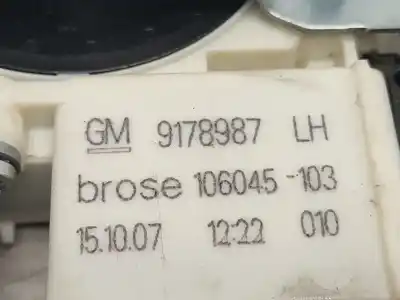 GM 9178987 LH
brose 106045-103
15.10.07 12:22 010